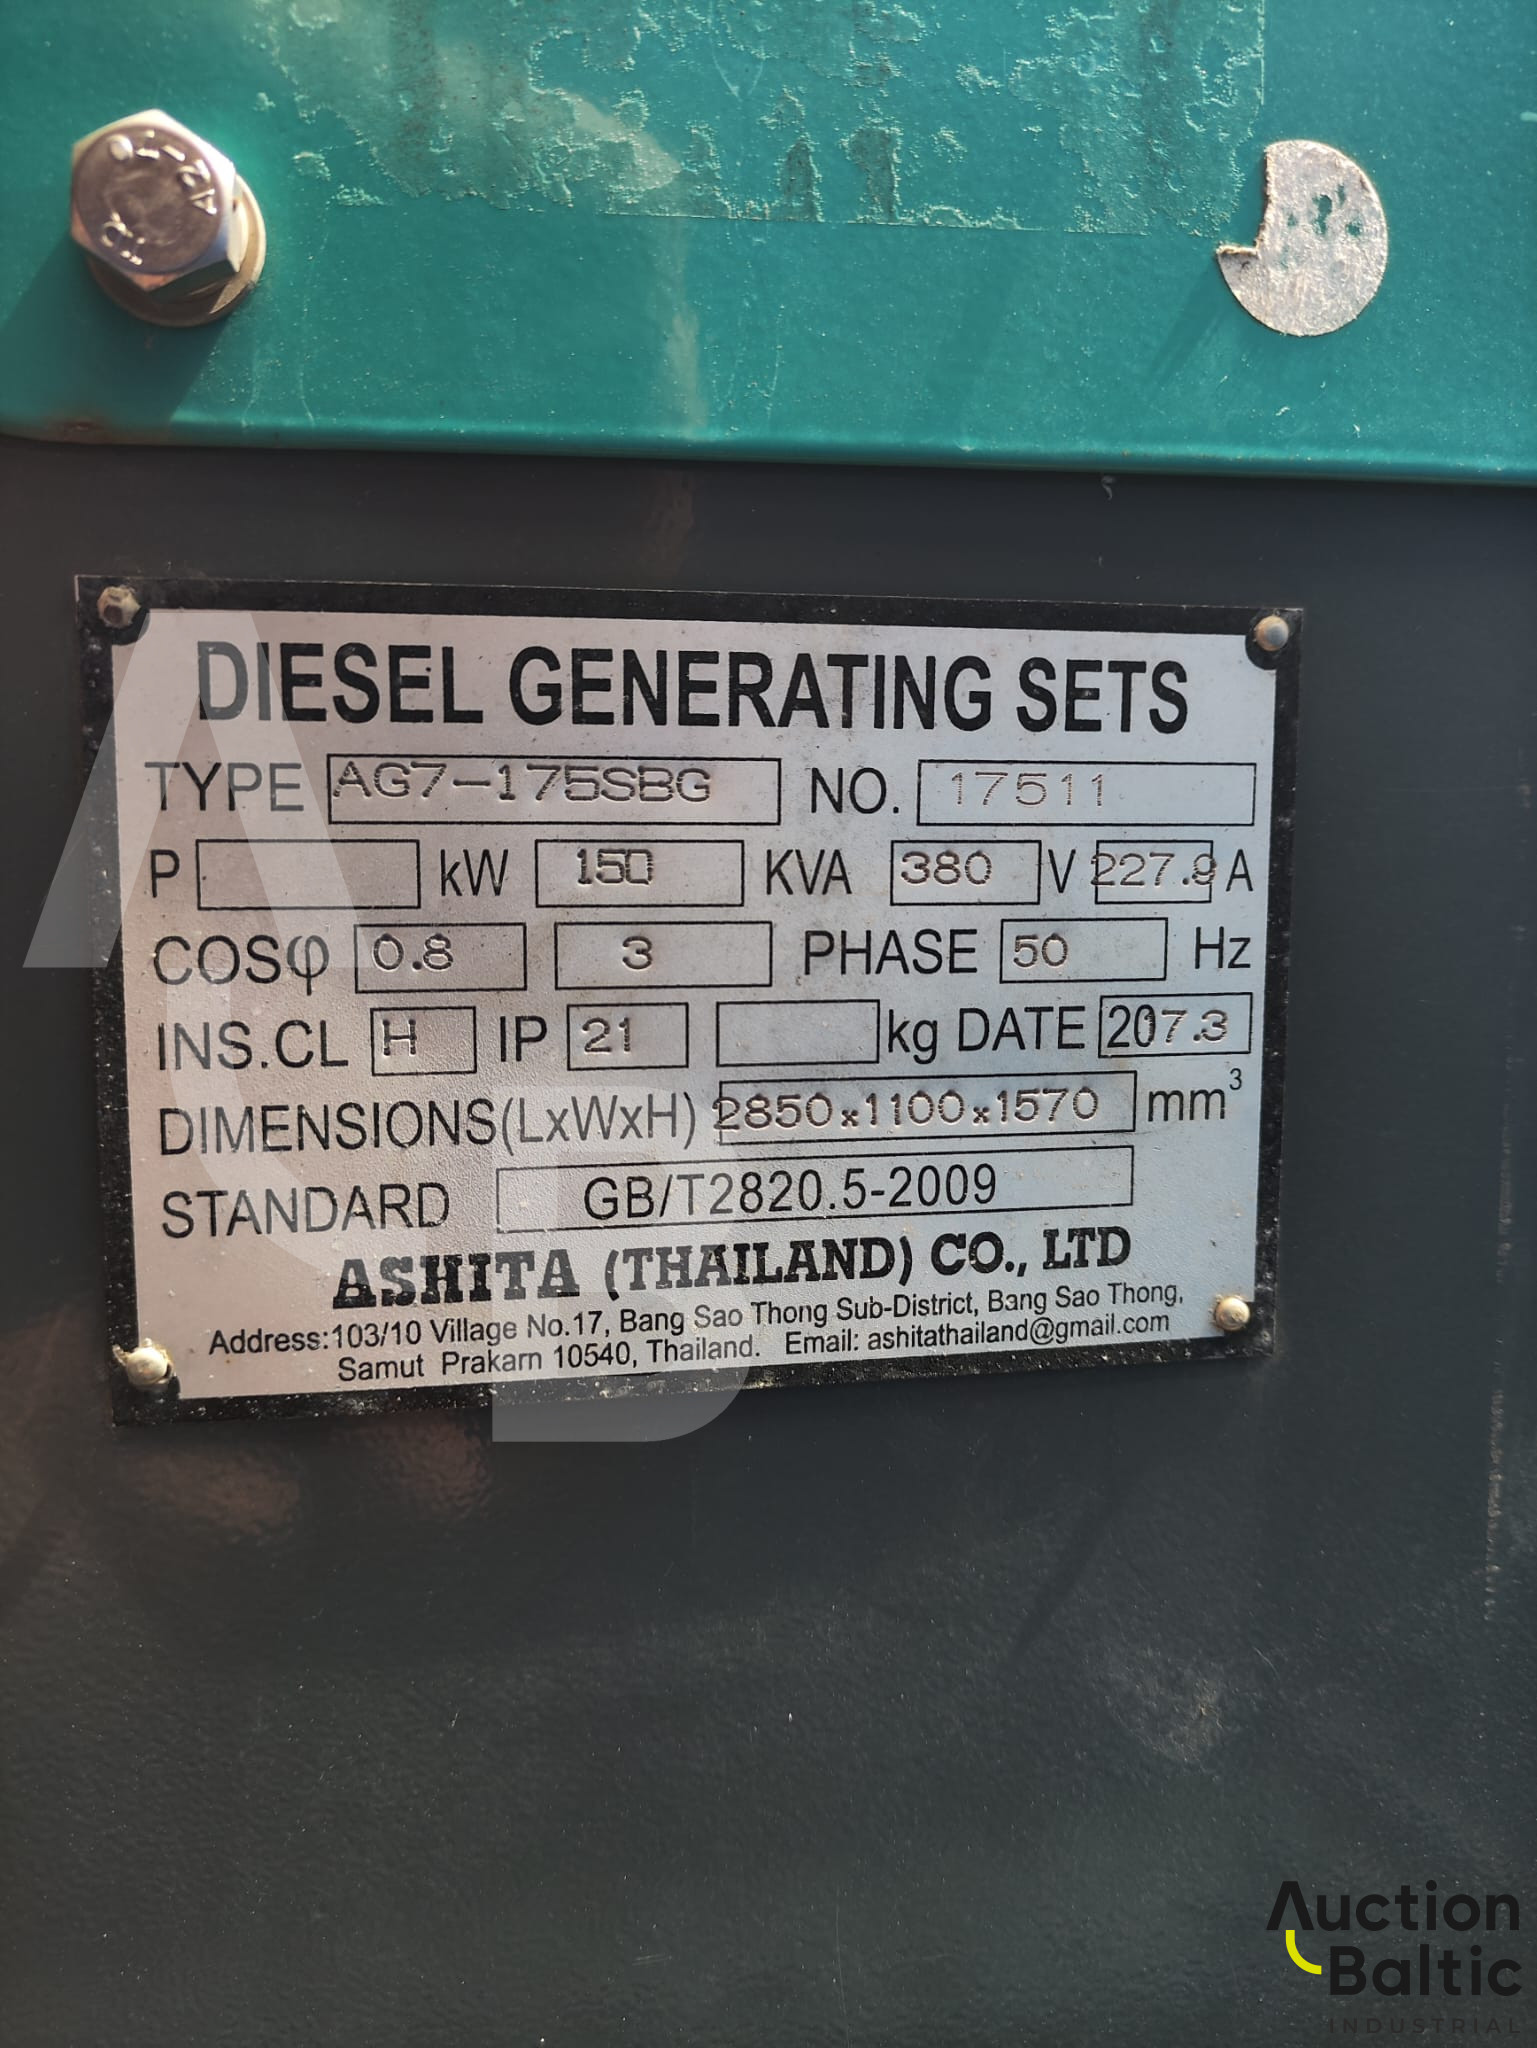 DIESEL GENERATING SETS
TYPE AG7-175SBG NO. 17511
P kW 150 KVA 380 V 227.9 A
COSφ 0.8 3 PHASE 50 Hz
INS.CL H IP 21 kg DATE 2017.3
DIMENSIONS(LxWxH) 2850x1100x1570 mm³
STANDARD GB/T2820.5-2009
ASHITA (THAILAND) CO., LTD
Address:103/10 Village No.17, Bang Sao Thong Sub-District, Bang Sao Thong,
Samut Prakarn 10540, Thailand. Email: ashitathailand@gmail.com
Auction
Baltic
INDUSTRIAL